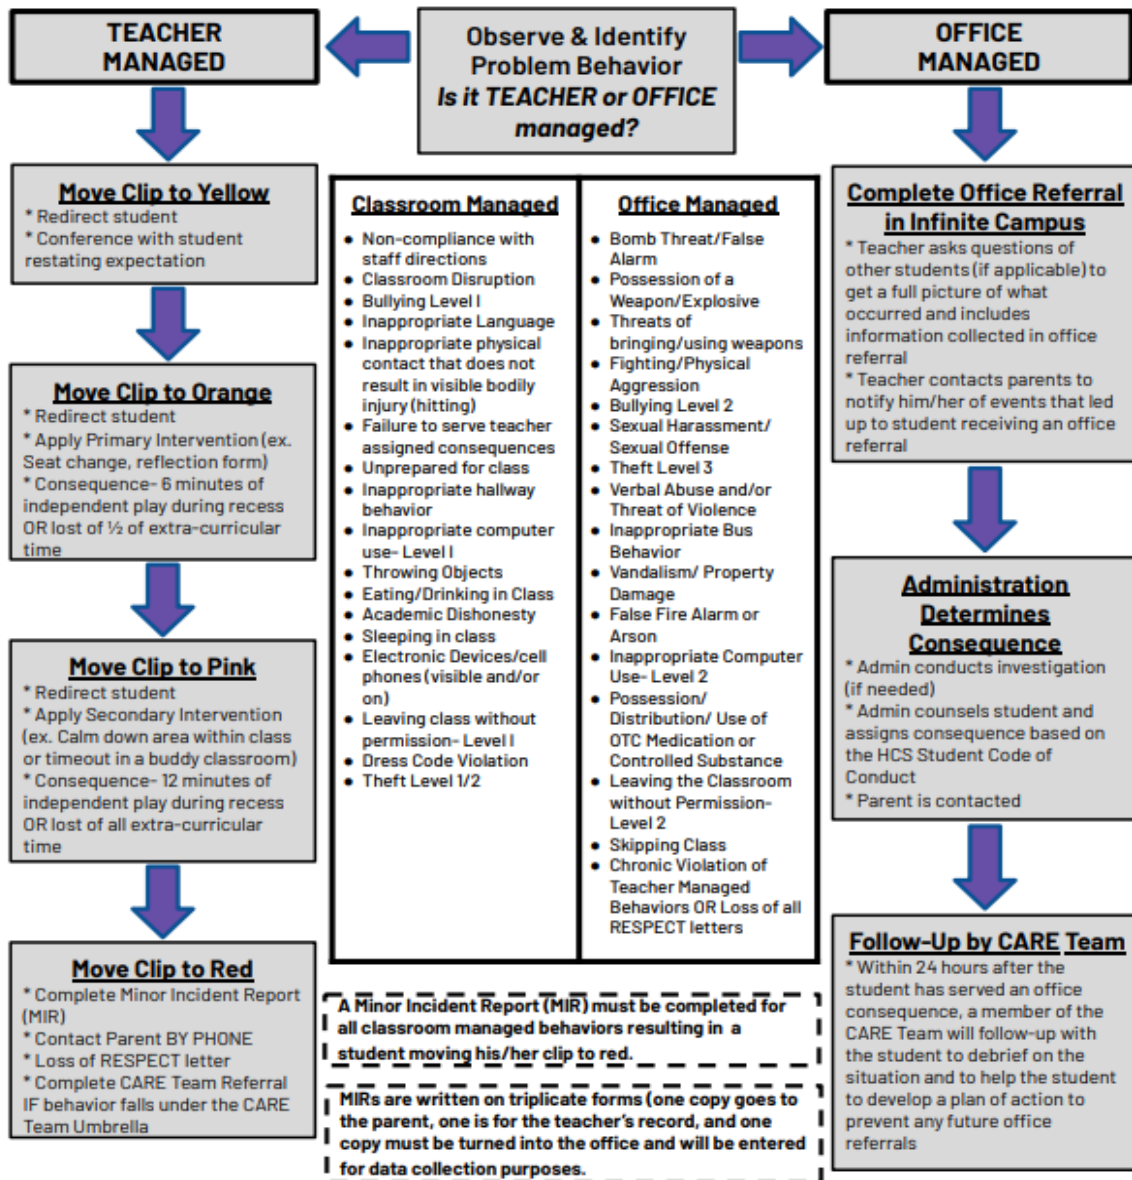 TEACHER
MANAGED
Observe & Identify
Problem Behavior
Is it TEACHER or OFFICE
managed?
OFFICE
MANAGED
Move Clip to Yellow
* Redirect student
* Conference with student
restating expectation
Move Clip to Orange
* Redirect student
* Apply Primary Intervention (ex.
Seat change, reflection form)
* Consequence- 6 minutes of
independent play during recess
OR lost of ½ of extra-curricular
time
Move Clip to Pink
* Redirect student
* Apply Secondary Intervention
(ex. Calm down area within class
or timeout in a buddy classroom)
* Consequence- 12 minutes of
independent play during recess
OR lost of all extra-curricular
time
Move Clip to Red
* Complete Minor Incident Report
(MIR)
* Contact Parent BY PHONE
* Loss of RESPECT letter
* Complete CARE Team Referral
IF behavior falls under the CARE
Team Umbrella
Classroom Managed
● Non-compliance with
staff directions
● Classroom Disruption
● Bullying Level I
● Inappropriate Language
● Inappropriate physical
contact that does not
result in visible bodily
injury (hitting)
● Failure to serve teacher
assigned consequences
● Unprepared for class
● Inappropriate hallway
behavior
● Inappropriate computer
use- Level I
● Throwing Objects
● Eating/Drinking in Class
● Academic Dishonesty
● Sleeping in class
● Electronic Devices/cell
phones (visible and/or
on)
● Leaving class without
permission- Level I
● Dress Code Violation
● Theft Level 1/2
Office Managed
● Bomb Threat/False
Alarm
● Possession of a
Weapon/Explosive
● Threats of
bringing/using weapons
● Fighting/Physical
Aggression
● Bullying Level 2
● Sexual Harassment/
Sexual Offense
● Theft Level 3
● Verbal Abuse and/or
Threat of Violence
● Inappropriate Bus
Behavior
● Vandalism/ Property
Damage
● False Fire Alarm or
Arson
● Inappropriate Computer
Use- Level 2
● Possession/
Distribution/ Use of
OTC Medication or
Controlled Substance
● Leaving the Classroom
without Permission-
Level 2
● Skipping Class
● Chronic Violation of
Teacher Managed
Behaviors OR Loss of all
RESPECT letters
A Minor Incident Report (MIR) must be completed for
all classroom managed behaviors resulting in a
student moving his/her clip to red.
MIRs are written on triplicate forms (one copy goes to
the parent, one is for the teacher's record, and one
copy must be turned into the office and will be entered
for data collection purposes.
Complete Office Referral
in Infinite Campus
* Teacher asks questions of
other students (if applicable) to
get a full picture of what
occurred and includes
information collected in office
referral
* Teacher contacts parents to
notify him/her of events that led
up to student receiving an office
referral
Administration
Determines
Consequence
* Admin conducts investigation
(if needed)
* Admin counsels student and
assigns consequence based on
the HCS Student Code of
Conduct
* Parent is contacted
Follow-Up by CARE Team
* Within 24 hours after the
student has served an office
consequence, a member of the
CARE Team will follow-up with
the student to debrief on the
situation and to help the student
to develop a plan of action to
prevent any future office
referrals